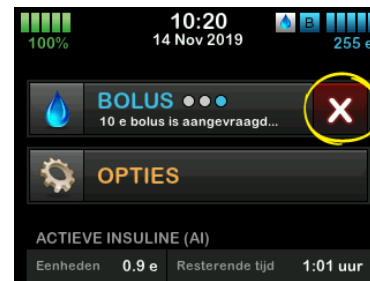 10:20
100%
14 Nov 2019
B
255 e
BOLUS
10 e bolus is aangevraagd...
X
OPTIES
ACTIEVE INSULINE (AI)
Eenheden 0.9 e Resterende tijd 1:01 uur